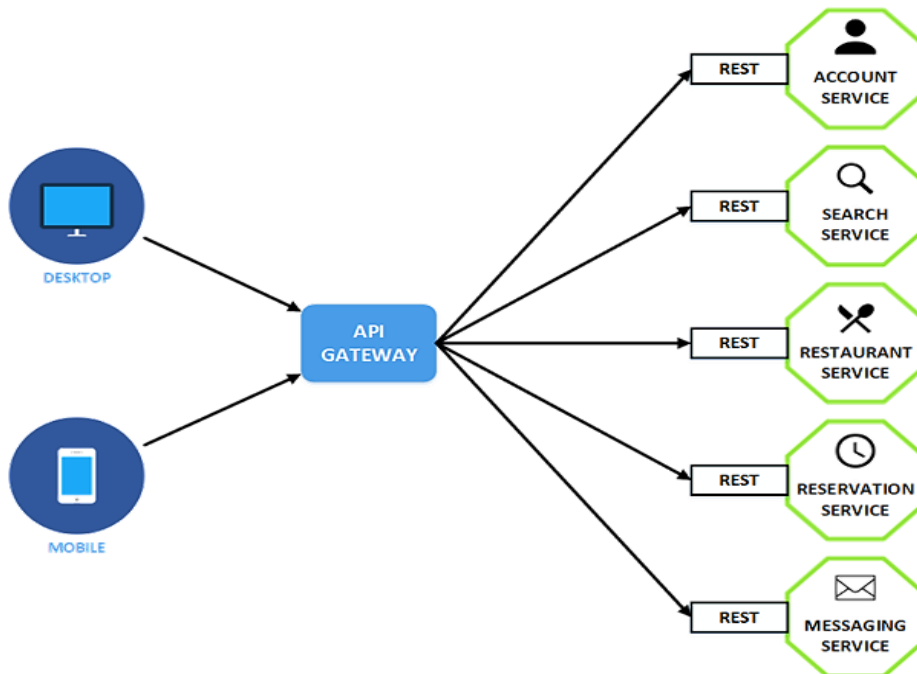 DESKTOP
MOBILE
API
GATEWAY
REST
ACCOUNT
SERVICE
REST
SEARCH
SERVICE
REST
RESTAURANT
SERVICE
REST
RESERVATION
SERVICE
REST
MESSAGING
SERVICE